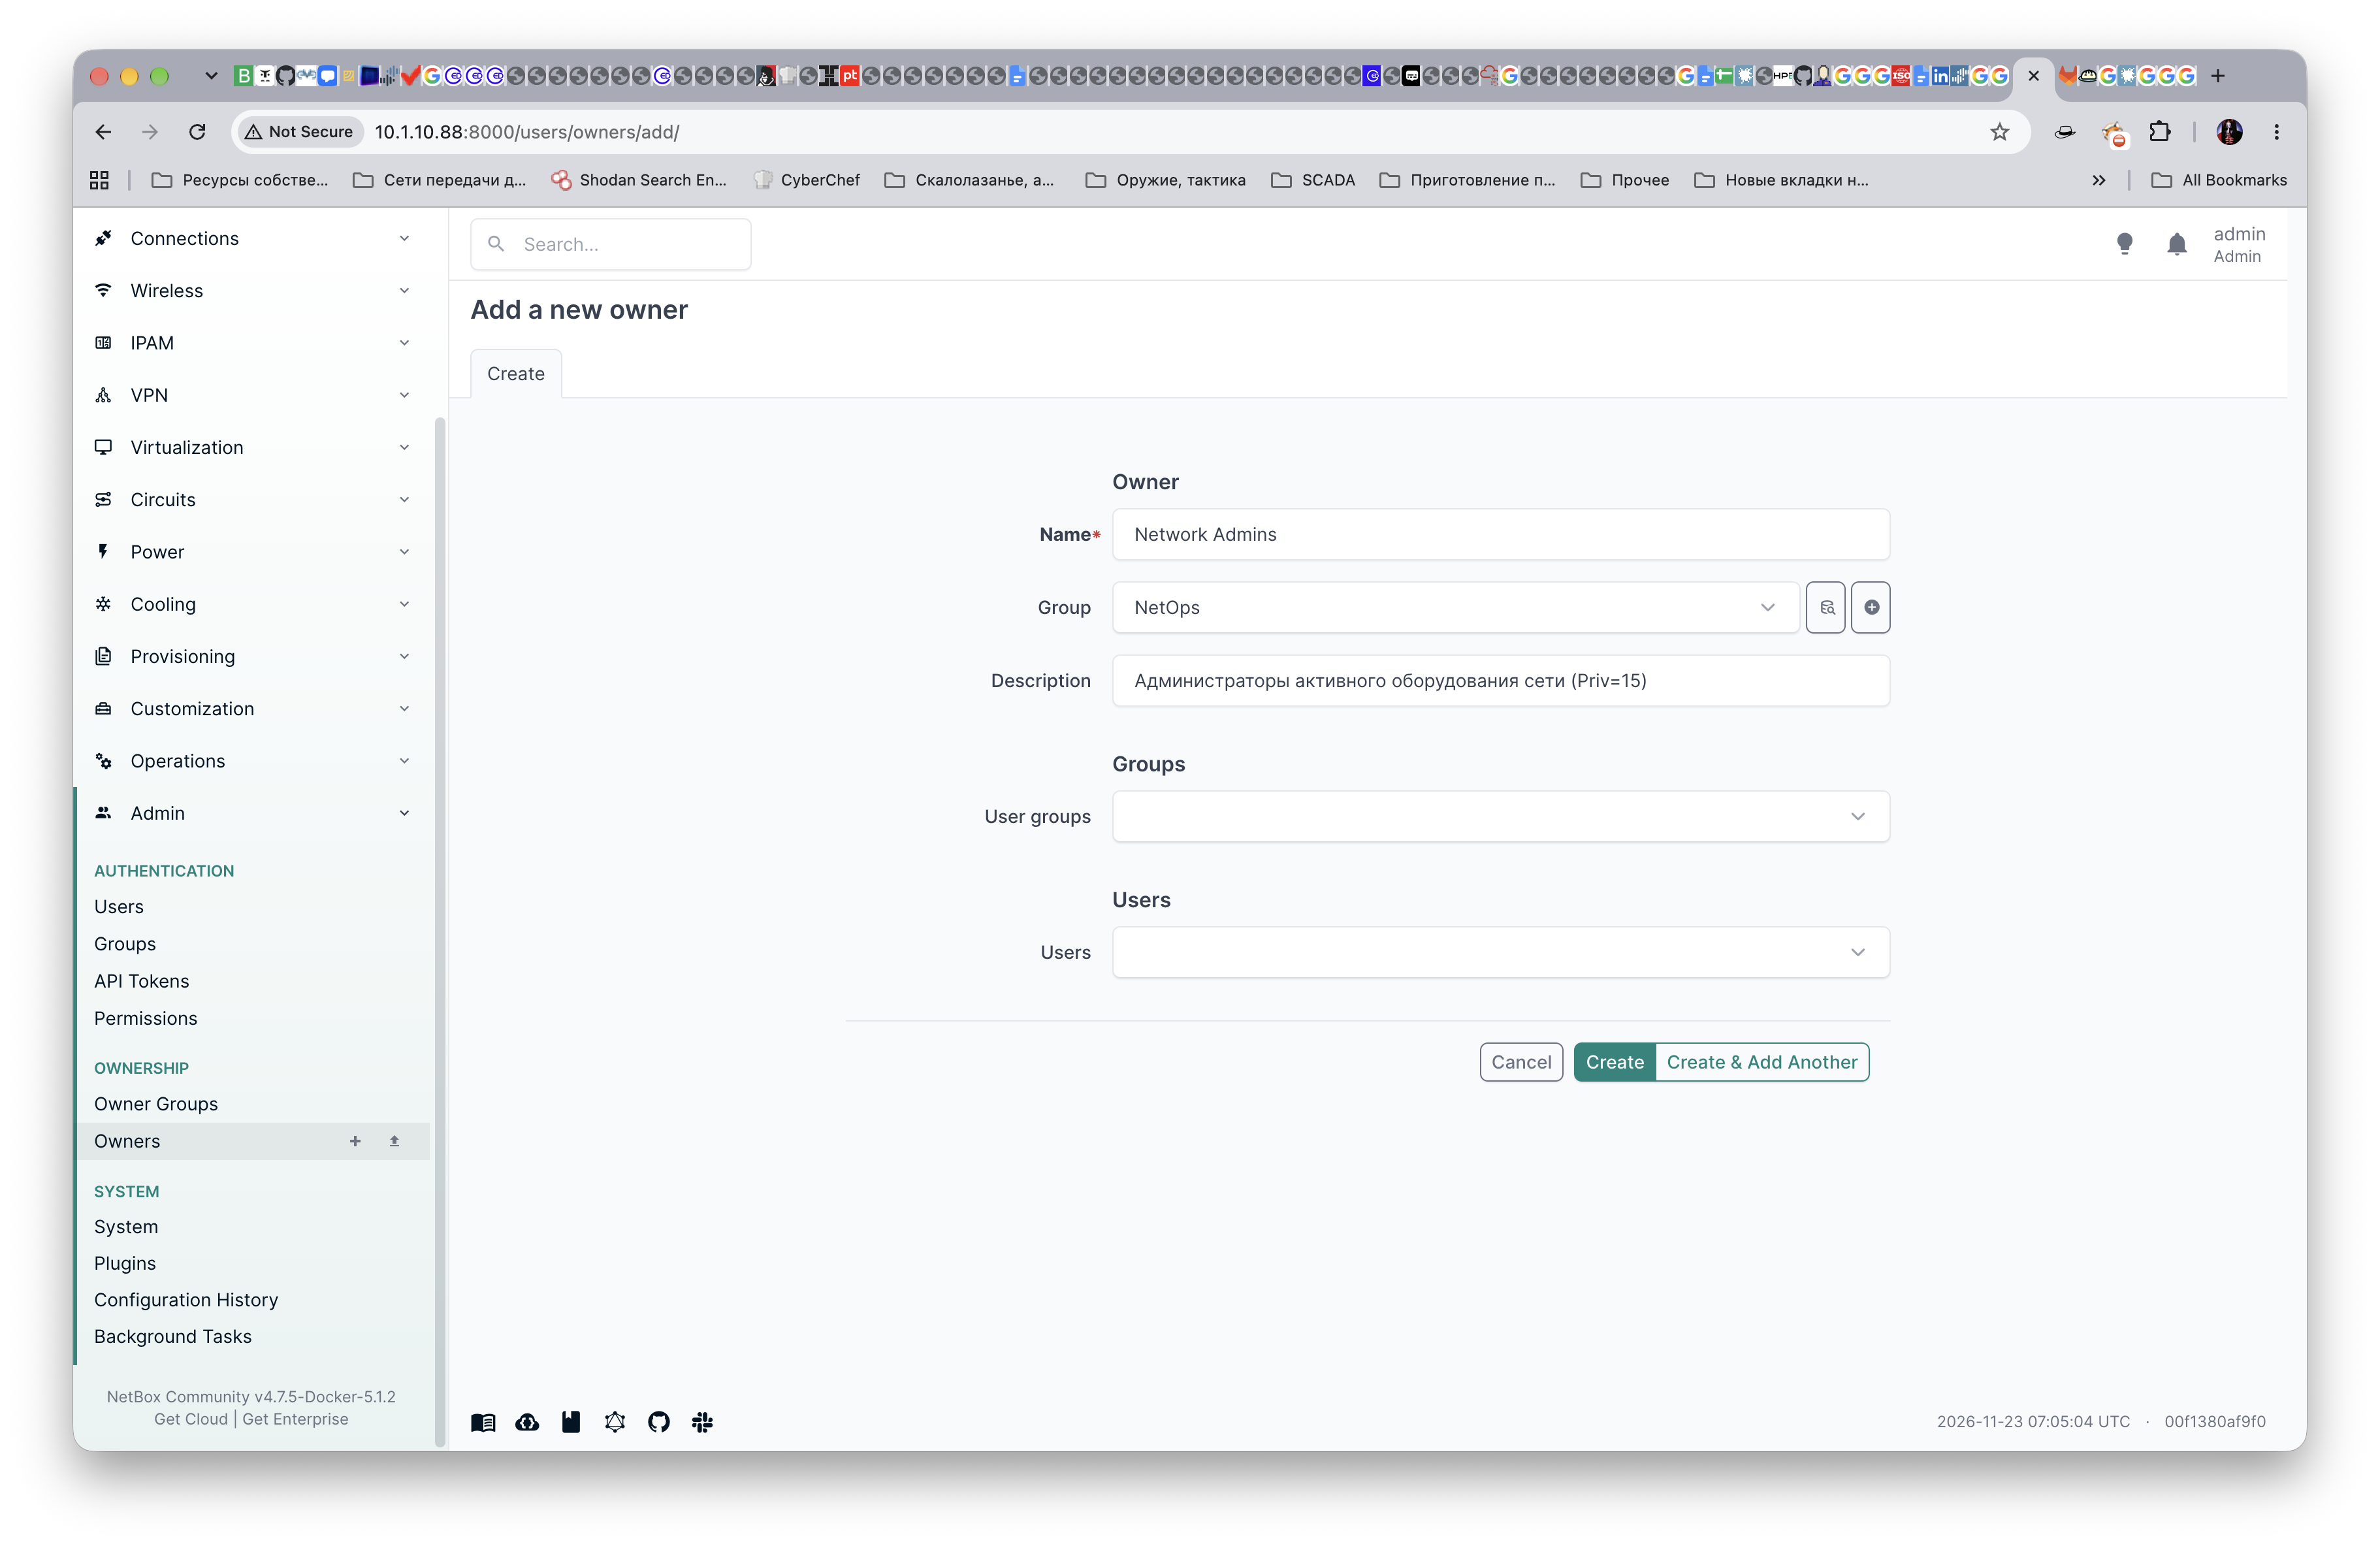 Not Secure
10.1.10.88:8000/users/owners/add/
Ресурсы собстве...
Сети передачи д...
Shodan Search En...
CyberChef
Скалолазанье, а...
Оружие, тактика
SCADA
Приготовление п...
Прочее
Новые вкладки н...
All Bookmarks
Connections
Wireless
IPAM
VPN
Virtualization
Circuits
Power
Cooling
Provisioning
Customization
Operations
Admin
AUTHENTICATION
Users
Groups
API Tokens
Permissions
OWNERSHIP
Owner Groups
Owners
SYSTEM
System
Plugins
Configuration History
Background Tasks
NetBox Community v4.7.5-Docker-5.1.2
Get Cloud | Get Enterprise
Search...
admin
Admin
Add a new owner
Create
Owner
Name* Network Admins
Group NetOps
Description Администраторы активного оборудования сети (Priv=15)
Groups
User groups
Users
Users
Cancel Create Create & Add Another
2026-11-23 07:05:04 UTC · 00f1380af9f0